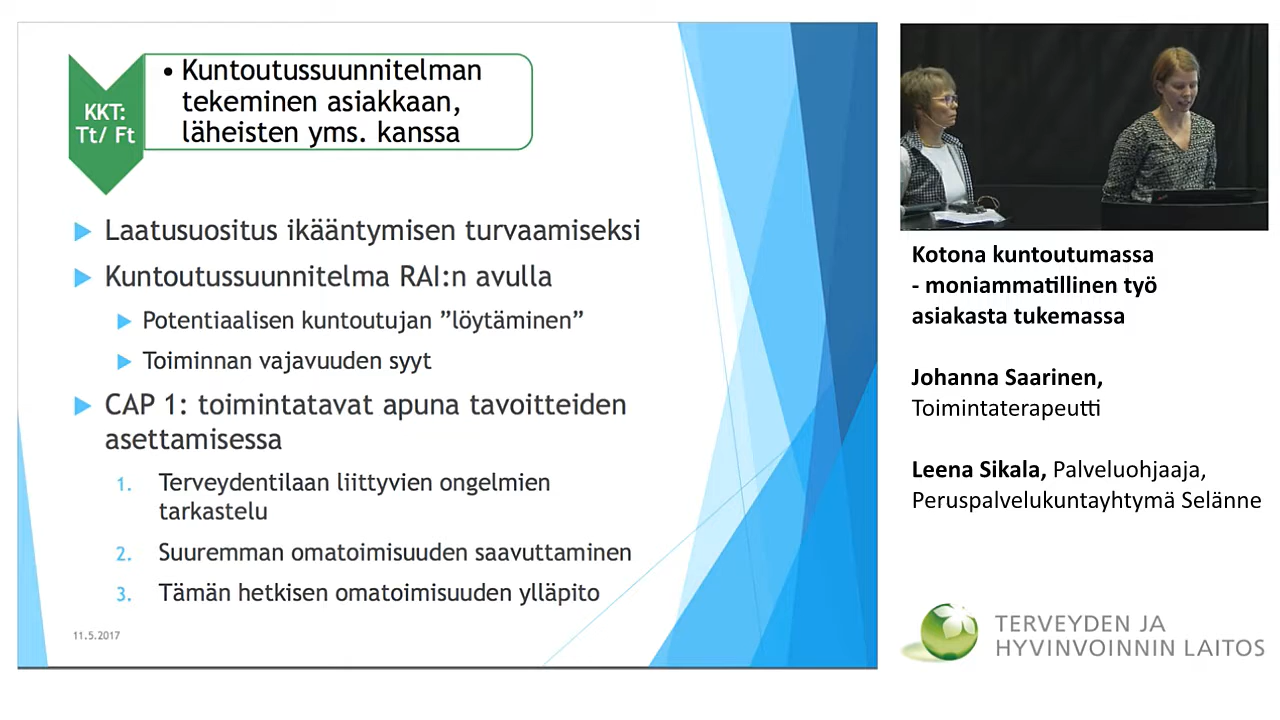 KKT:
Tt/ Ft
• Kuntoutussuunnitelman
tekeminen asiakkaan,
läheisten yms. kanssa
Laatusuositus ikääntymisen turvaamiseksi
Kuntoutussuunnitelma RAI:n avulla
Potentiaalisen kuntoutujan ”löytäminen”
Toiminnan vajavuuden syyt
CAP 1: toimintatavat apuna tavoitteiden
asettamisessa
1. Terveydentilaan liittyvien ongelmien
tarkastelu
2. Suuremman omatoimisuuden saavuttaminen
3. Tämän hetkisen omatoimisuuden ylläpito
11.5.2017
Kotona kuntoutumassa
- moniammatillinen työ
asiakasta tukemassa
Johanna Saarinen,
Toimintaterapeutti
Leena Sikala, Palveluohjaaja,
Peruspalvelukuntayhtymä Selänne
TERVEYDEN JA
HYVINVOINNIN LAITOS